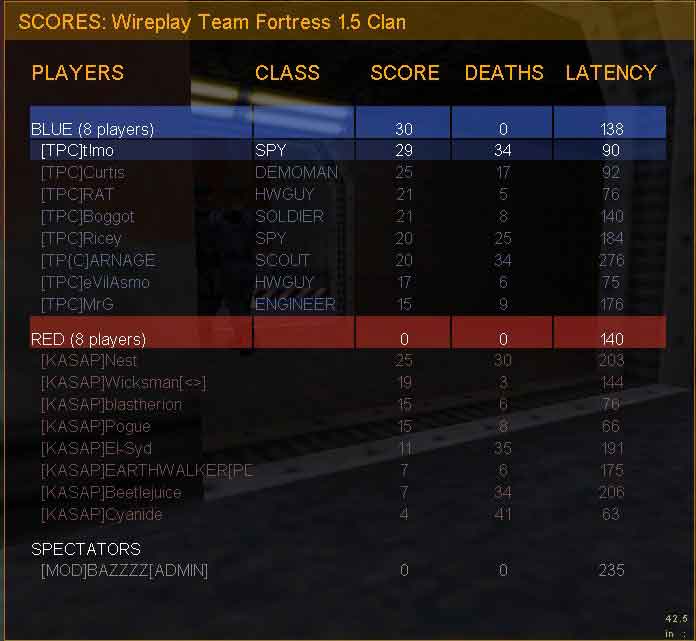 SCORES: Wireplay Team Fortress 1.5 Clan
PLAYERS CLASS SCORE DEATHS LATENCY
BLUE (8 players) 30 0 138
[TPC]tImo SPY 29 34 90
[TPC]Curtis DEMOMAN 25 17 92
[TPC]RAT HWGUY 21 5 76
[TPC]Boggot SOLDIER 21 8 140
[TPC]Ricey SPY 20 25 184
[TP{C]ARNAGE SCOUT 20 34 276
[TPC]eVilAsmo HWGUY 17 6 75
[TPC]MrG ENGINEER 15 9 176
RED (8 players) 0 0 140
[KASAP]Nest 25 30 203
[KASAP]Wicksman[<>] 19 3 144
[KASAP]blastherion 15 6 76
[KASAP]Pogue 15 8 66
[KASAP]El-Syd 11 35 191
[KASAP]EARTHWALKER[PE 7 6 175
[KASAP]Beetlejuice 7 34 206
[KASAP]Cyanide 4 41 63
SPECTATORS
[MOD]BAZZZZ[ADMIN] 0 0 235
in :